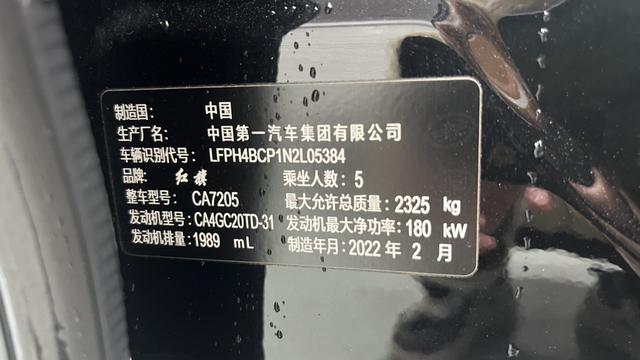 制造国： 中国
生产厂名： 中国第一汽车集团有限公司
车辆识别代号： LFPH4BCP1N2L05384
品牌： 红旗 乘坐人数：5
整车型号： CA7205 最大允许总质量：2325 kg
发动机型号：CA4GC20TD-31 发动机最大净功率：180 kW
发动机排量：1989 mL 制造年月：2022 年 2 月